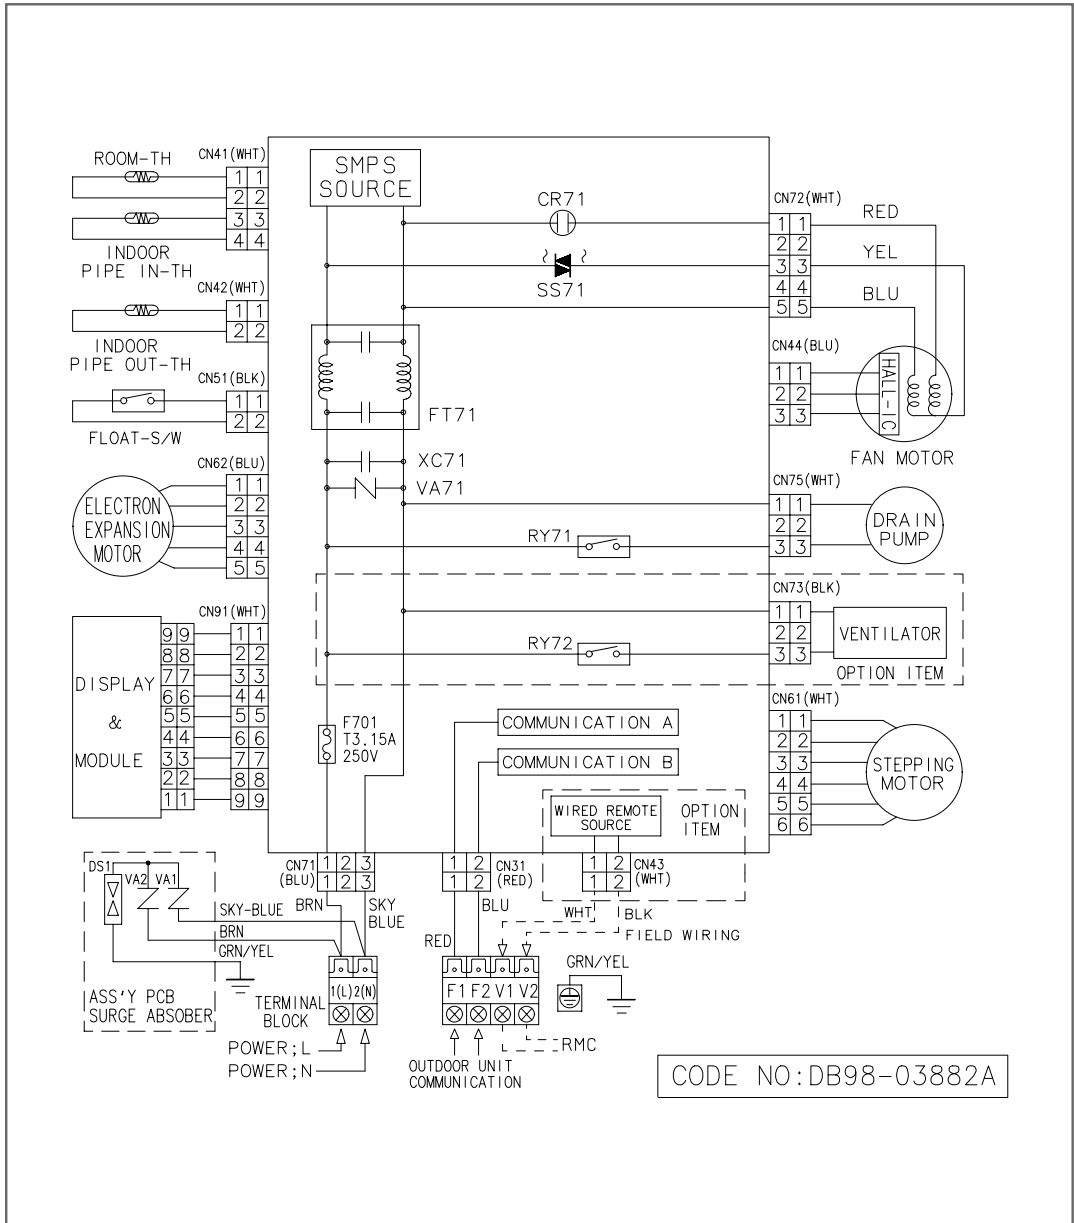 ROOM-TH
CN41(WHT)
1 1
2 2
3 3
4 4
INDOOR
PIPE IN-TH
CN42(WHT)
1 1
2 2
INDOOR
PIPE OUT-TH
CN51(BLK)
1 1
2 2
FLOAT-S/W
CN62(BLU)
1 1
2 2
3 3
4 4
5 5
ELECTRON
EXPANSION
MOTOR
CN91(WHT)
9 9 1 1
8 8 2 2
7 7 3 3
6 6 4 4
5 5 5 5
4 4 6 6
3 3 7 7
2 2 8 8
1 1 9 9
DISPLAY
&
MODULE
SMPS
SOURCE
CR71
SS71
FT71
XC71
VA71
RY71
RY72
F701
T3.15A
250V
COMMUNICATION A
COMMUNICATION B
WIRED REMOTE
SOURCE
OPTION
ITEM
CN72(WHT)
1 1
2 2
3 3
4 4
5 5
RED
YEL
BLU
CN44(BLU)
1 1
2 2
3 3
HALL-IC
FAN MOTOR
CN75(WHT)
1 1
2 2
3 3
DRAIN
PUMP
CN73(BLK)
1 1
2 2
3 3
VENTILATOR
OPTION ITEM
CN61(WHT)
1 1
2 2
3 3
4 4
5 5
6 6
STEPPING
MOTOR
CN71
(BLU)
1 2 3
1 2 3
CN31
(RED)
1 2
1 2
CN43
(WHT)
1 2
1 2
DS1
VA2 VA1
SKY-BLUE
BRN
GRN/YEL
ASS'Y PCB
SURGE ABSOBER
BRN
SKY
BLUE
RED
BLU
WHT
BLK
FIELD WIRING
1(L) 2(N)
TERMINAL
BLOCK
POWER;L
POWER;N
F1 F2 V1 V2
GRN/YEL
RMC
OUTDOOR UNIT
COMMUNICATION
CODE NO:DB98-03882A